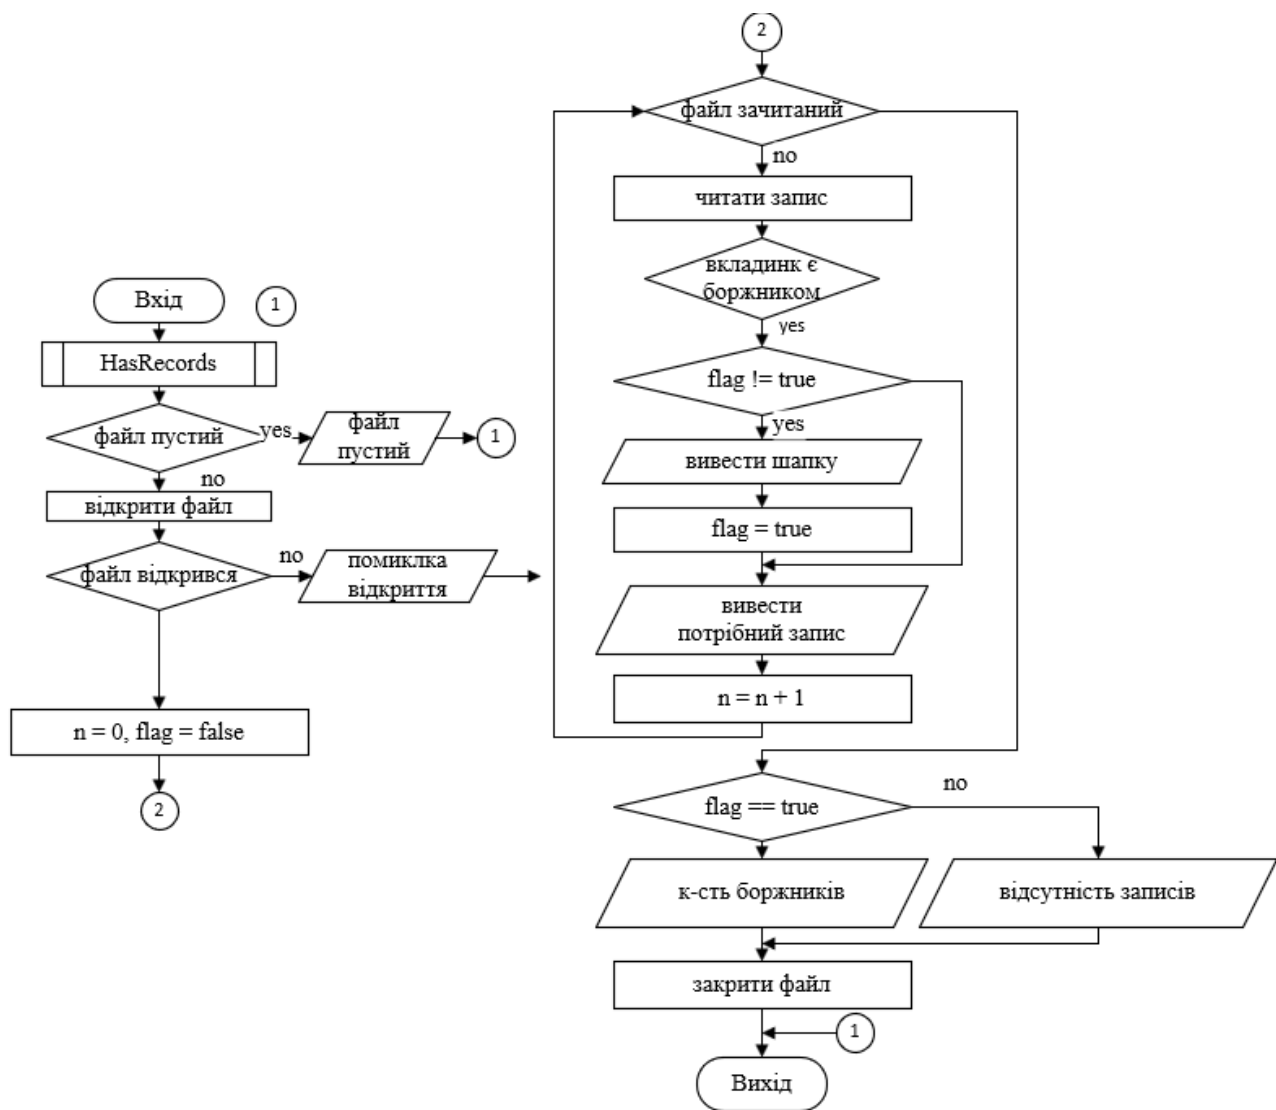 Вхід
1
HasRecords
файл пустий
yes
файл
пустий
1
no
відкрити файл
файл відкрився
no
помиклка
відкриття
n = 0, flag = false
2
2
файл зачитаний
no
читати запис
вкладинк є
боржником
yes
flag != true
yes
вивести шапку
flag = true
вивести
потрібний запис
n = n + 1
flag == true
no
к-сть боржників
відсутність записів
закрити файл
1
Вихід